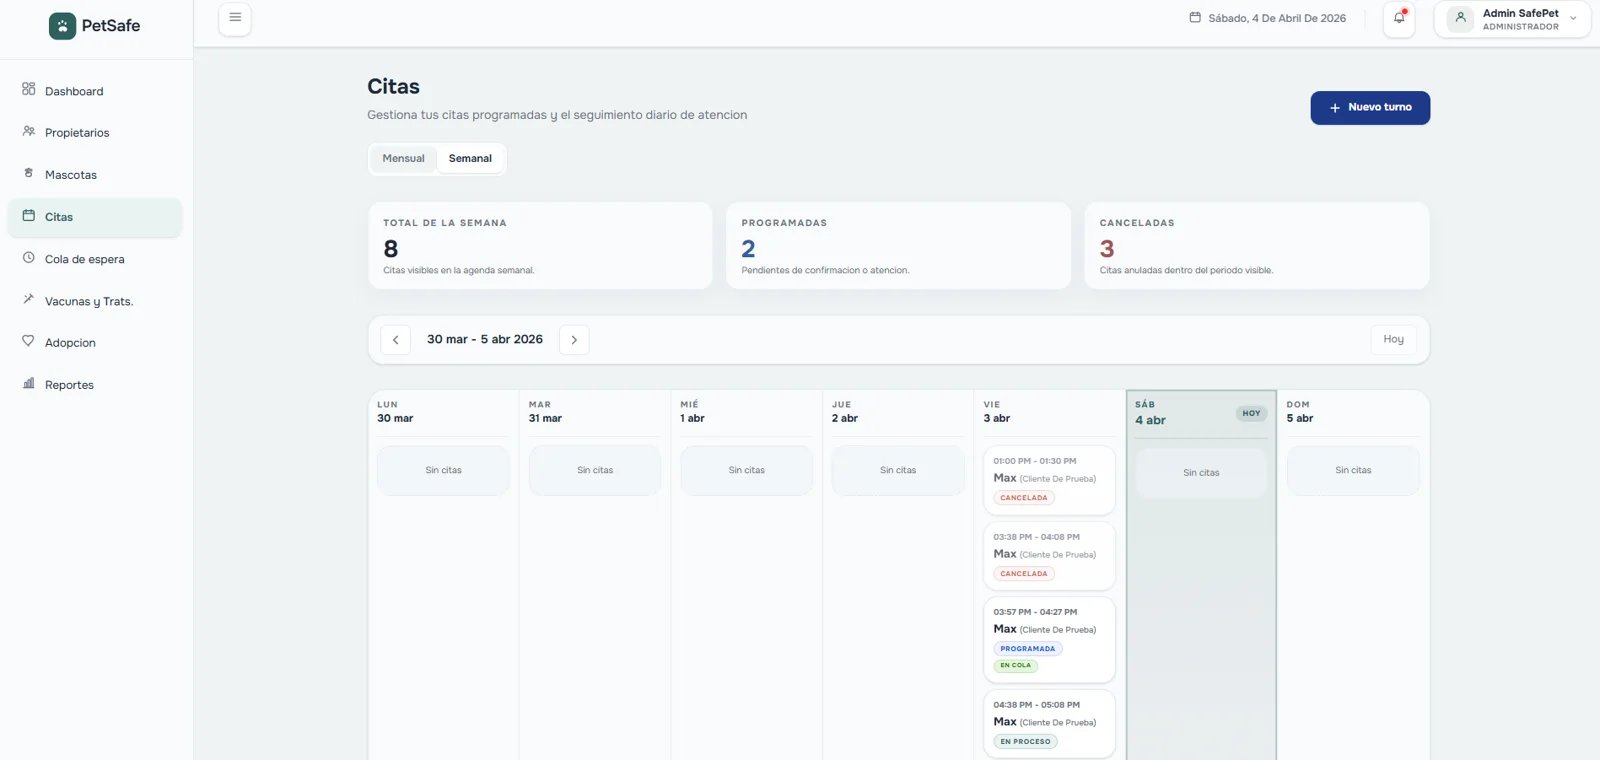 PetSafe
Sábado, 4 De Abril De 2026
Admin SafePet
ADMINISTRADOR
Dashboard
Propietarios
Mascotas
Citas
Cola de espera
Vacunas y Trats.
Adopcion
Reportes
Citas
Gestiona tus citas programadas y el seguimiento diario de atencion
+ Nuevo turno
Mensual
Semanal
TOTAL DE LA SEMANA
8
Citas visibles en la agenda semanal.
PROGRAMADAS
2
Pendientes de confirmacion o atencion.
CANCELADAS
3
Citas anuladas dentro del periodo visible.
30 mar - 5 abr 2026
Hoy
LUN
30 mar
Sin citas
MAR
31 mar
Sin citas
MIÉ
1 abr
Sin citas
JUE
2 abr
Sin citas
VIE
3 abr
01:00 PM - 01:30 PM
Max (Cliente De Prueba)
CANCELADA
03:38 PM - 04:08 PM
Max (Cliente De Prueba)
CANCELADA
03:57 PM - 04:27 PM
Max (Cliente De Prueba)
PROGRAMADA
EN COLA
04:38 PM - 05:08 PM
Max (Cliente De Prueba)
EN PROCESO
SÁB
4 abr
HOY
Sin citas
DOM
5 abr
Sin citas